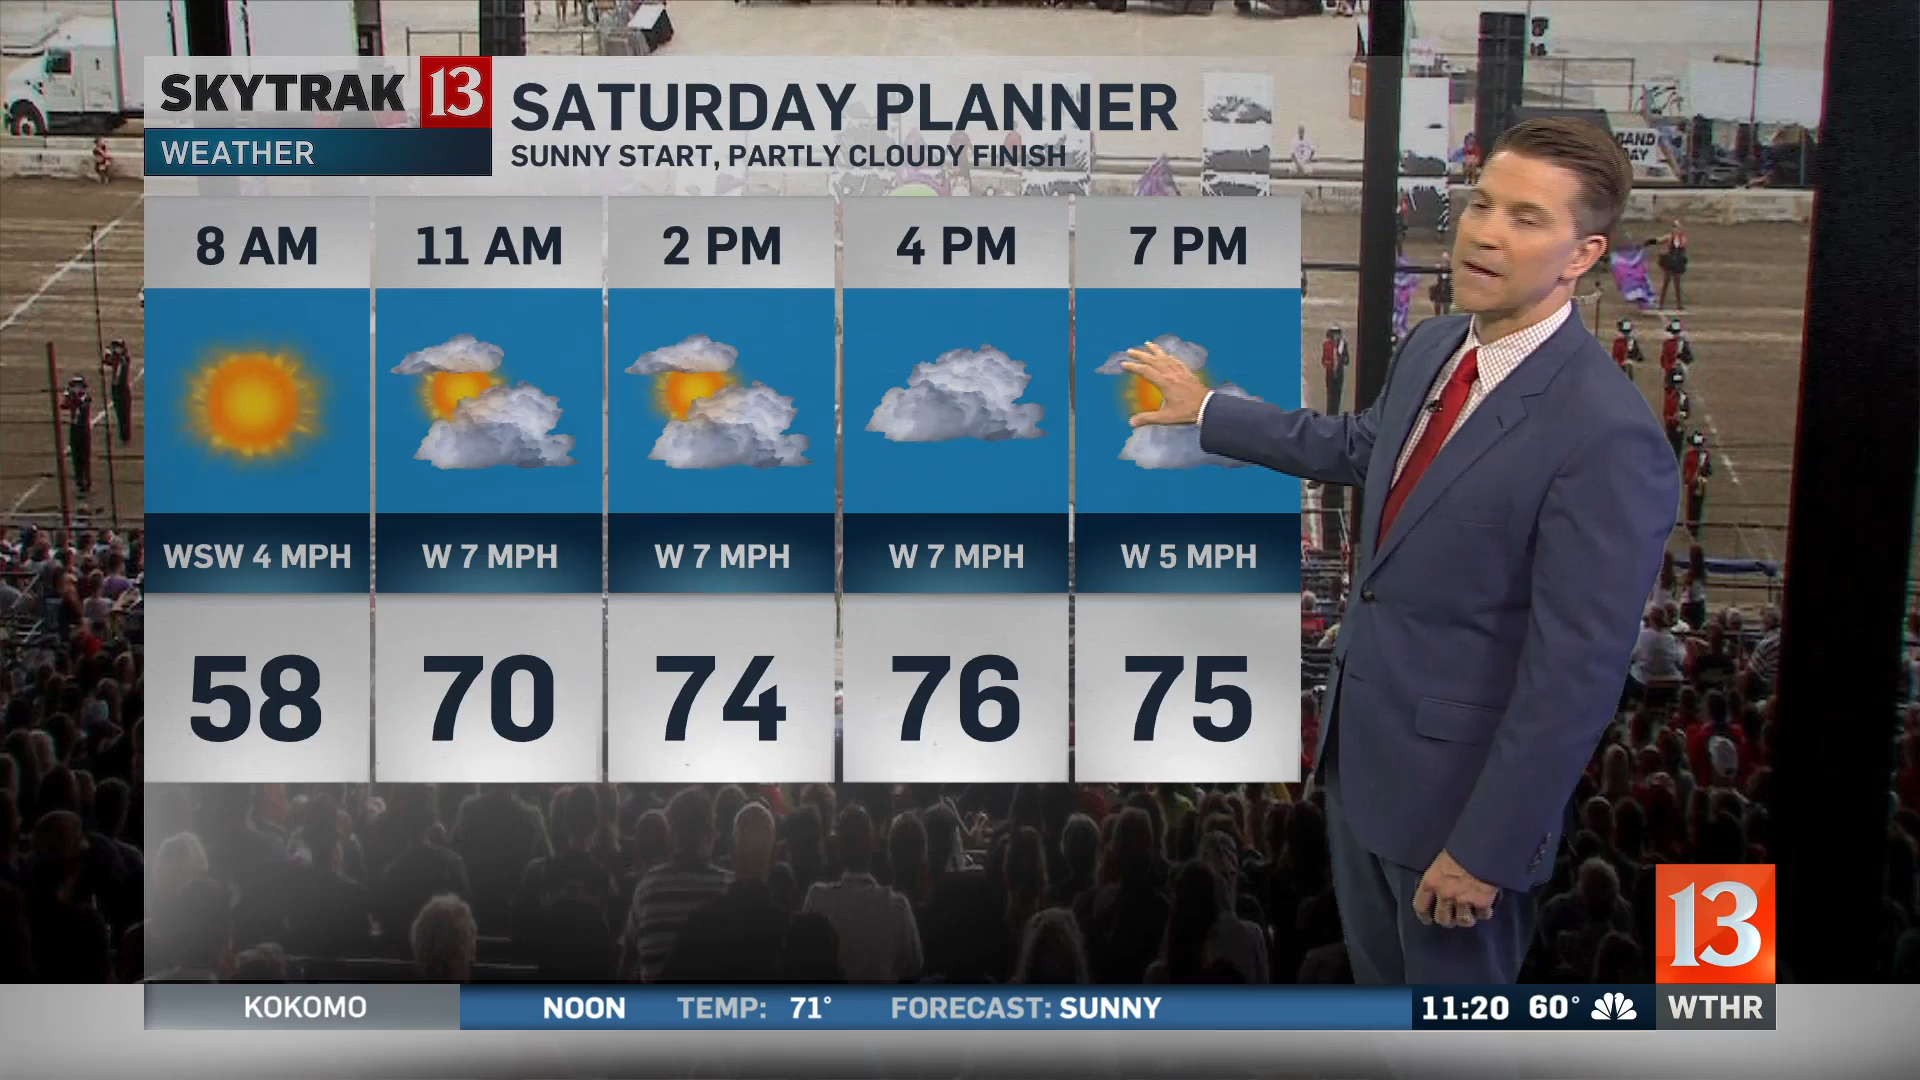 SKYTRAK 13
WEATHER
SATURDAY PLANNER
SUNNY START, PARTLY CLOUDY FINISH
8 AM
11 AM
2 PM
4 PM
7 PM
WSW 4 MPH
W 7 MPH
W 7 MPH
W 7 MPH
W 5 MPH
58
70
74
76
75
13
KOKOMO
NOON TEMP: 71° FORECAST: SUNNY
11:20 60°
WTHR